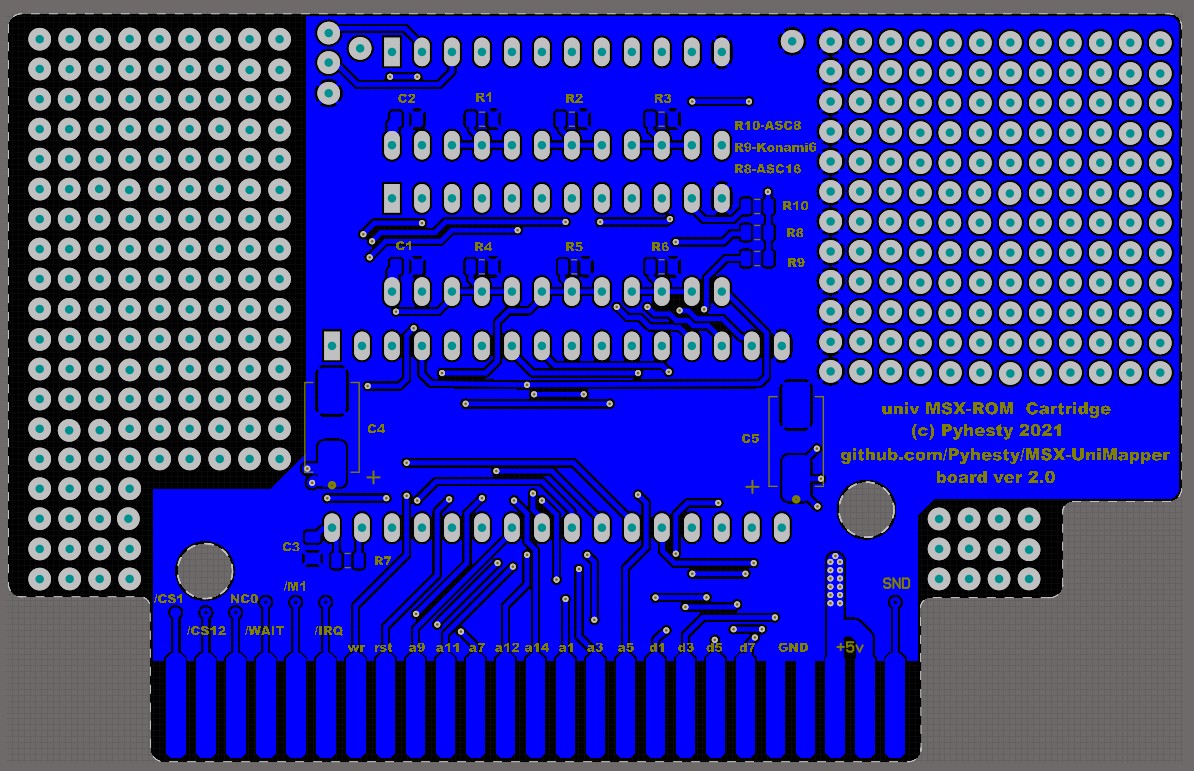 C2 R1 R2 R3
R10-ASC8
R9-Konami6
R8-ASC16
R10
R8
R9
C1 R4 R5 R6
univ MSX-ROM Cartridge
(c) Pyhesty 2021
github.com/Pyhesty/MSX-UniMapper
board ver 2.0
C4
+
C5
+
C3
R7
/CS1 NC0 /M1
/CS12 /WAIT /IRQ
SND
wr rst a9 a11 a7 a12 a14 a1 a3 a5 d1 d3 d5 d7 GND +5v